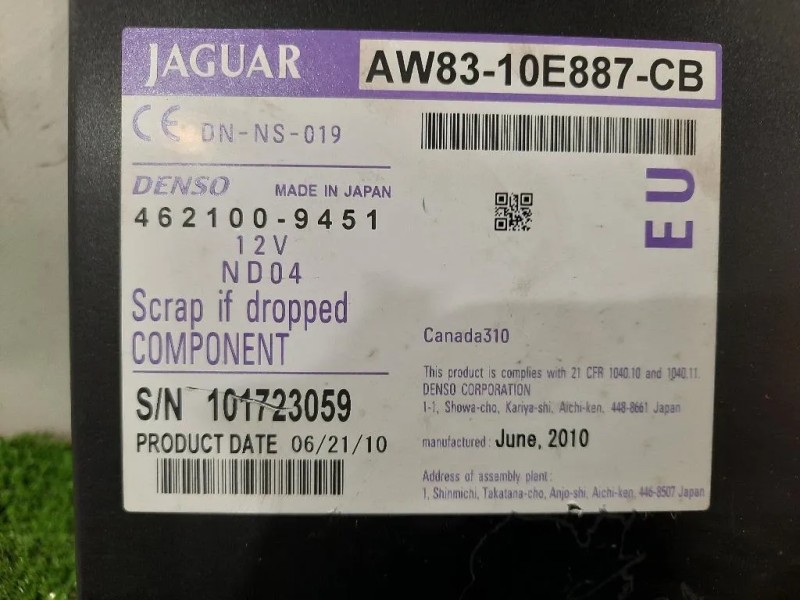 JAGUAR AW83-10E887-CB
CE DN-NS-019
DENSO MADE IN JAPAN
462100-9451
12V
ND04
Scrap if dropped
COMPONENT
S/N 101723059
PRODUCT DATE 06/21/10
EU
Canada310
This product is complies with 21 CFR 1040.10 and 1040.11.
DENSO CORPORATION
1-1, Showa-cho, Kariya-shi, Aichi-ken, 448-8661 Japan
manufactured: June, 2010
Address of assembly plant:
1, Shinmichi, Takatana-cho, Anjo-shi, Aichi-ken, 446-8507 Japan